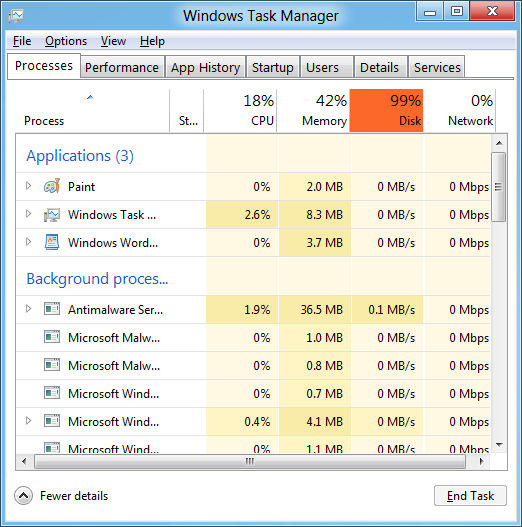 Windows Task Manager
File Options View Help
Processes Performance App History Startup Users Details Services
18% 42% 99% 0%
Process St... CPU Memory Disk Network
Applications (3)
Paint 0% 2.0 MB 0 MB/s 0 Mbps
Windows Task ... 2.6% 8.3 MB 0 MB/s 0 Mbps
Windows Word... 0% 3.7 MB 0 MB/s 0 Mbps
Background proces...
Antimalware Ser... 1.9% 36.5 MB 0.1 MB/s 0 Mbps
Microsoft Malw... 0% 1.0 MB 0 MB/s 0 Mbps
Microsoft Malw... 0% 0.8 MB 0 MB/s 0 Mbps
Microsoft Wind... 0% 0.7 MB 0 MB/s 0 Mbps
Microsoft Wind... 0.4% 4.1 MB 0 MB/s 0 Mbps
Microsoft Wind... 0% 1.1 MB 0 MB/s 0 Mbps
Fewer details End Task